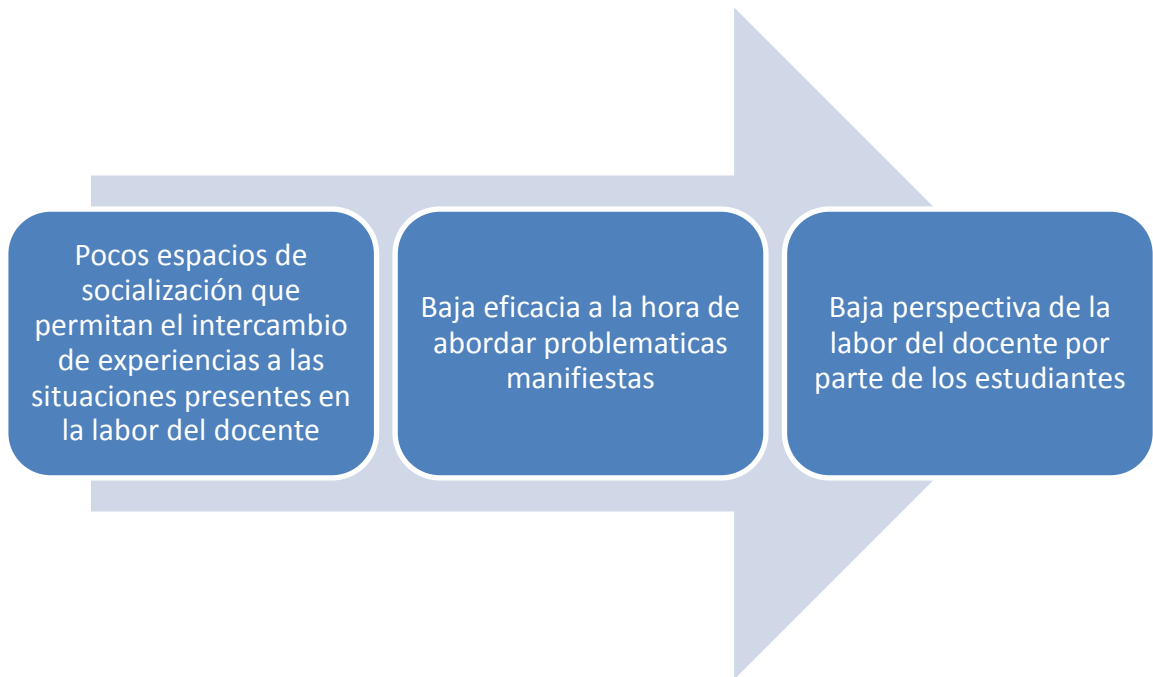 Pocos espacios de
socialización que
permitan el intercambio
de experiencias a las
situaciones presentes en
la labor del docente
Baja eficacia a la hora de
abordar problematicas
manifiestas
Baja perspectiva de la
labor del docente por
parte de los estudiantes